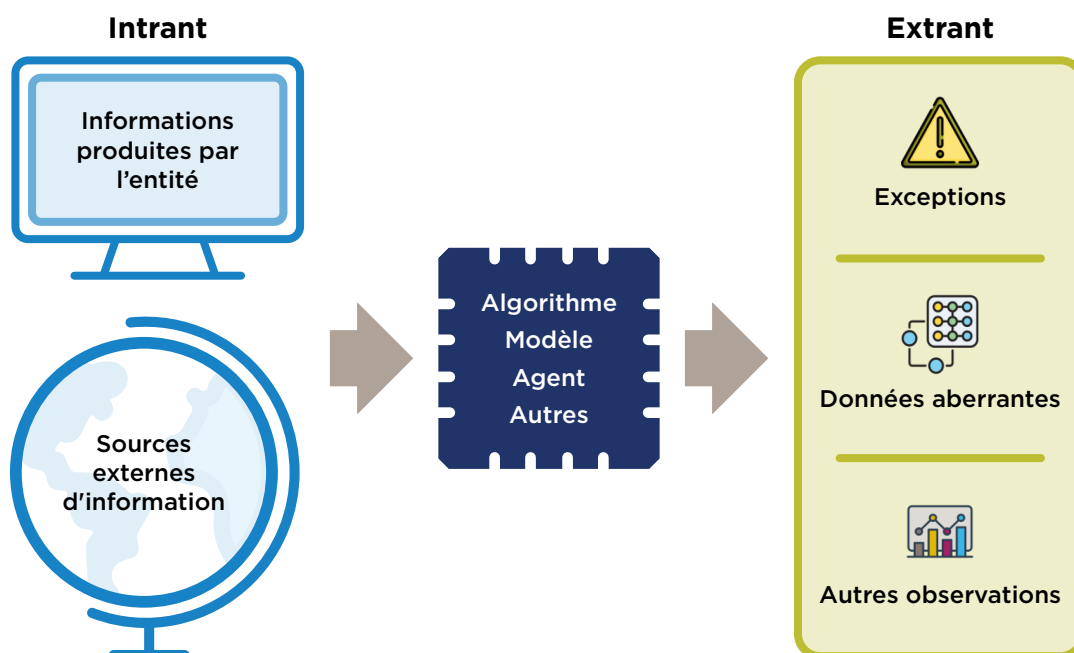 Intrant
Informations
produites par
l’entité
Sources
externes
d'information
Algorithme
Modèle
Agent
Autres
Extrant
Exceptions
Données aberrantes
Autres observations